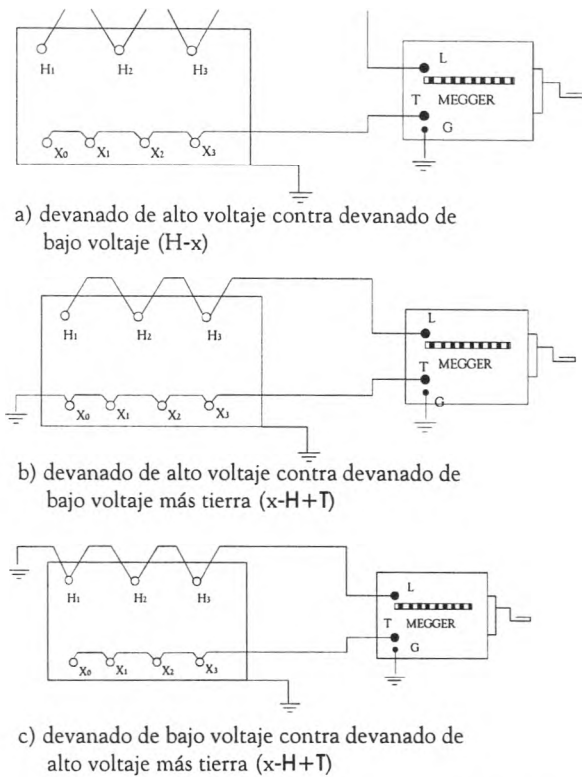 H1 H2 H3
L
T MEGGER
G
X0 X1 X2 X3
a) devanado de alto voltaje contra devanado de
bajo voltaje (H-x)
H1 H2 H3
L
T MEGGER
G
X0 X1 X2 X3
b) devanado de alto voltaje contra devanado de
bajo voltaje más tierra (x-H+T)
H1 H2 H3
L
T MEGGER
G
X0 X1 X2 X3
c) devanado de bajo voltaje contra devanado de
alto voltaje más tierra (x-H+T)